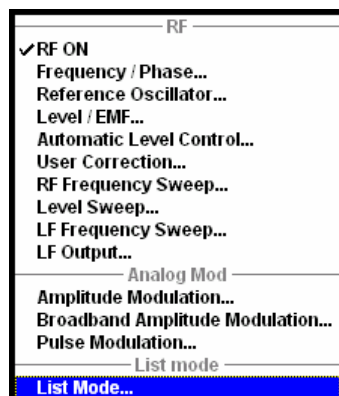 RF
RF ON
Frequency / Phase...
Reference Oscillator...
Level / EMF...
Automatic Level Control...
User Correction...
RF Frequency Sweep...
Level Sweep...
LF Frequency Sweep...
LF Output...
Analog Mod
Amplitude Modulation...
Broadband Amplitude Modulation...
Pulse Modulation...
List mode
List Mode...